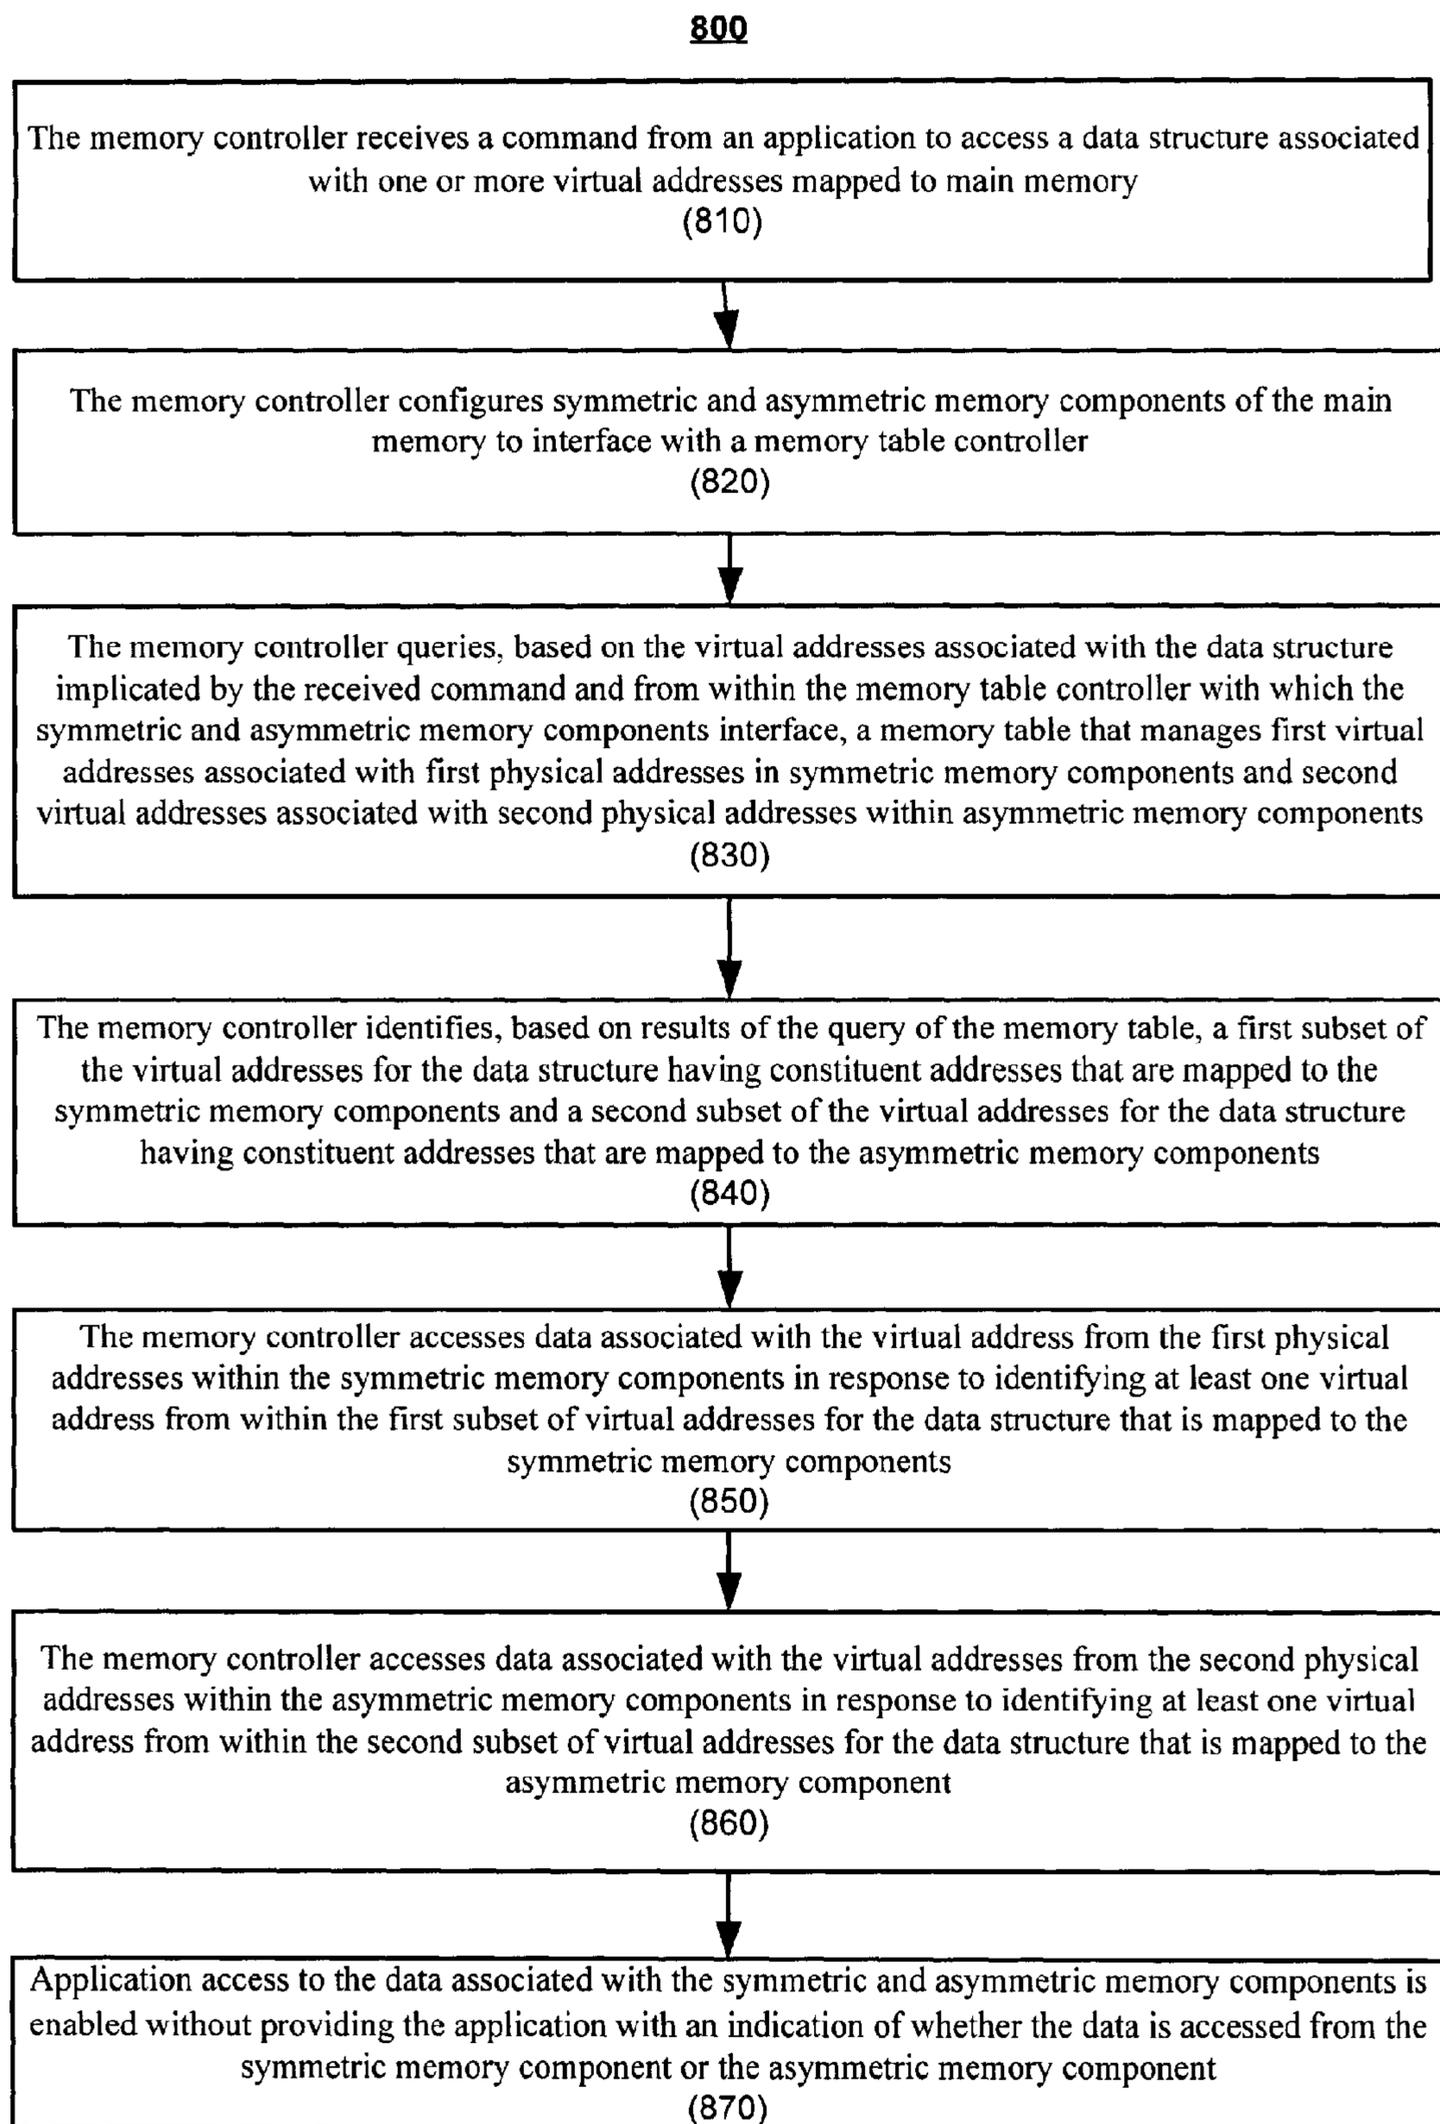 800
The memory controller receives a command from an application to access a data structure associated
with one or more virtual addresses mapped to main memory
(810)
The memory controller configures symmetric and asymmetric memory components of the main
memory to interface with a memory table controller
(820)
The memory controller queries, based on the virtual addresses associated with the data structure
implicated by the received command and from within the memory table controller with which the
symmetric and asymmetric memory components interface, a memory table that manages first virtual
addresses associated with first physical addresses in symmetric memory components and second
virtual addresses associated with second physical addresses within asymmetric memory components
(830)
The memory controller identifies, based on results of the query of the memory table, a first subset of
the virtual addresses for the data structure having constituent addresses that are mapped to the
symmetric memory components and a second subset of the virtual addresses for the data structure
having constituent addresses that are mapped to the asymmetric memory components
(840)
The memory controller accesses data associated with the virtual address from the first physical
addresses within the symmetric memory components in response to identifying at least one virtual
address from within the first subset of virtual addresses for the data structure that is mapped to the
symmetric memory components
(850)
The memory controller accesses data associated with the virtual addresses from the second physical
addresses within the asymmetric memory components in response to identifying at least one virtual
address from within the second subset of virtual addresses for the data structure that is mapped to the
asymmetric memory component
(860)
Application access to the data associated with the symmetric and asymmetric memory components is
enabled without providing the application with an indication of whether the data is accessed from the
symmetric memory component or the asymmetric memory component
(870)